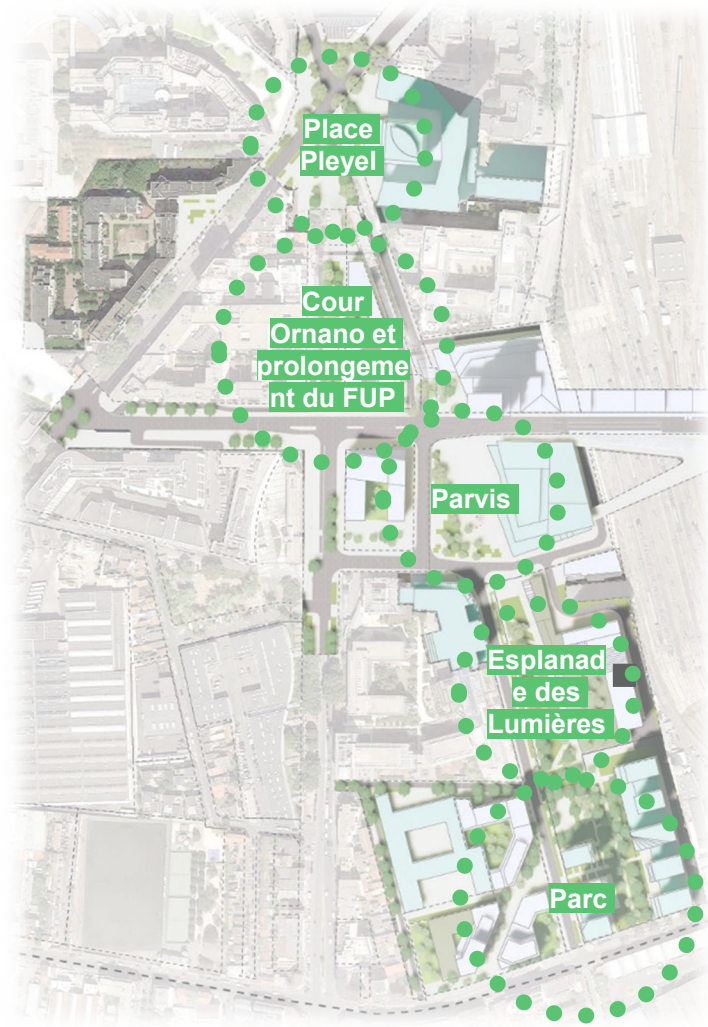 Place
Pleyel
Cour
Ornano et
prolongeme
nt du FUP
Parvis
Esplanad
e des
Lumières
Parc